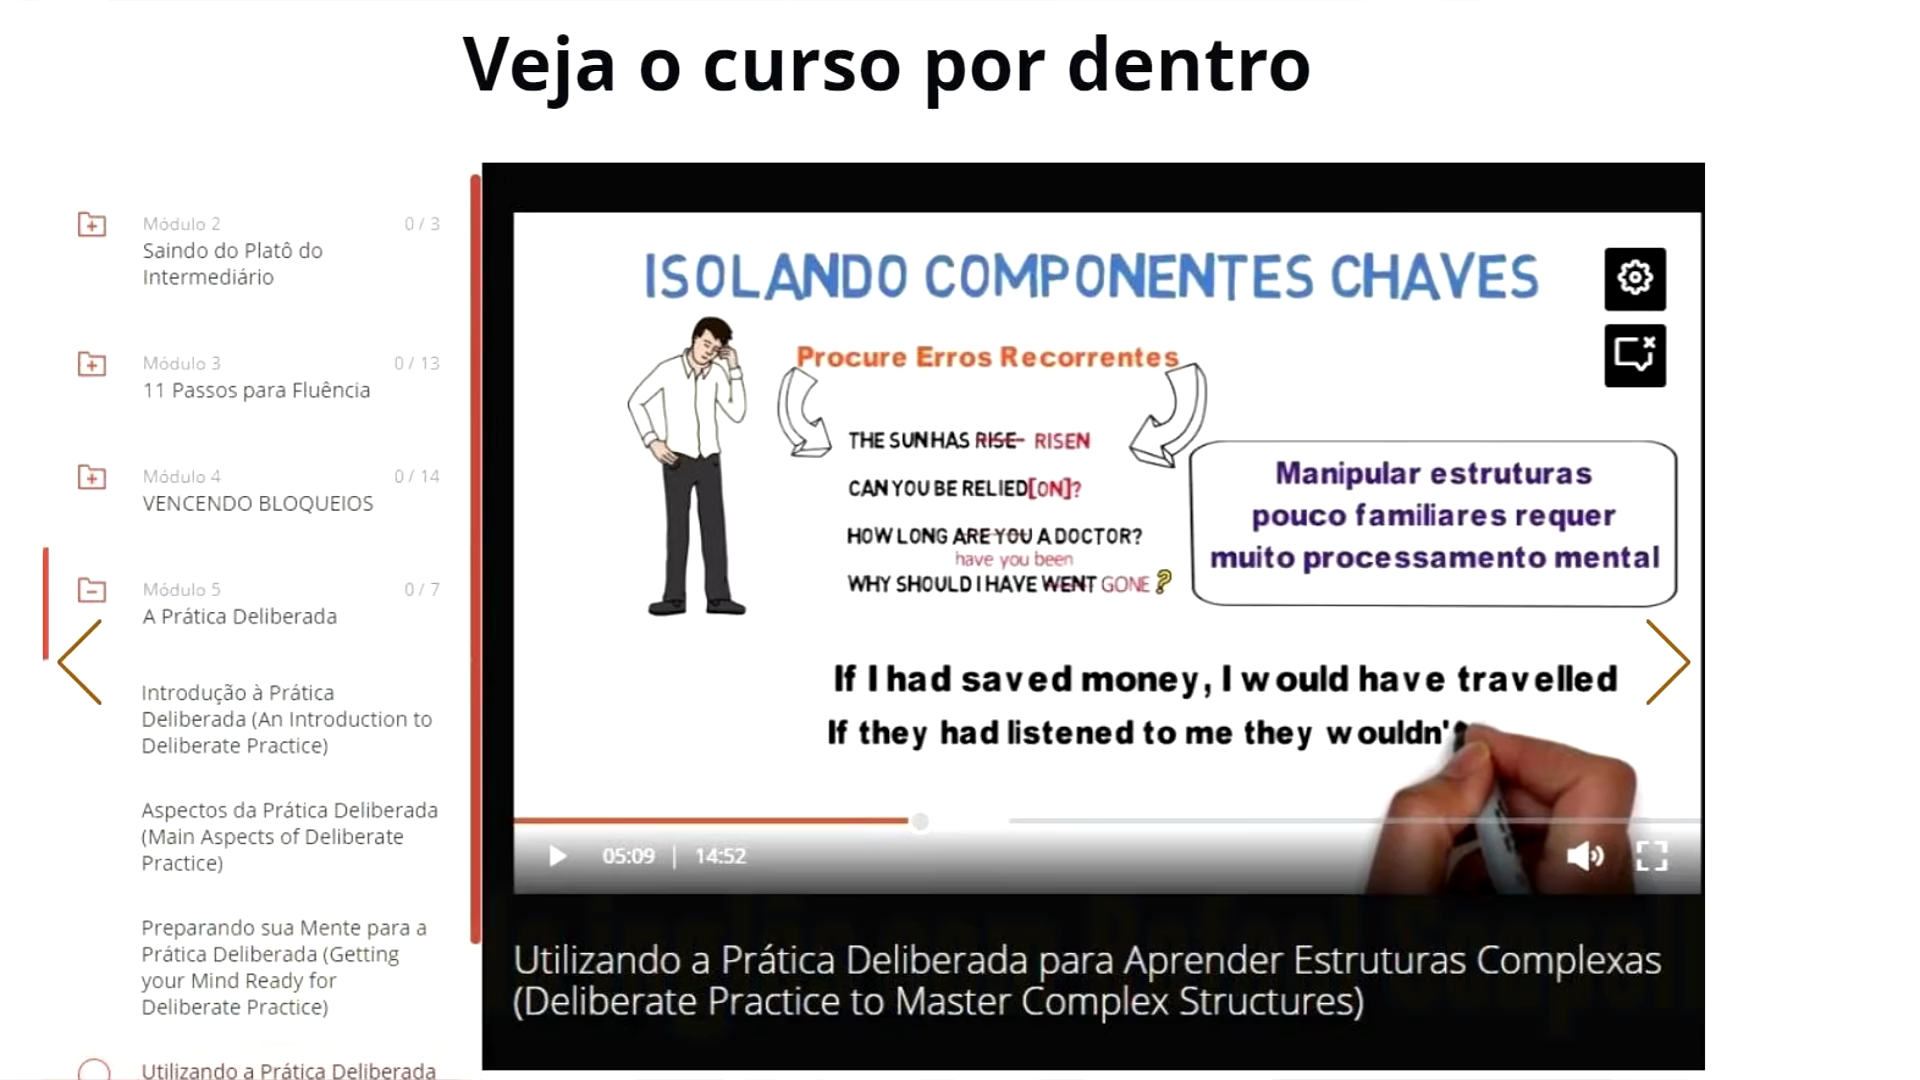 Veja o curso por dentro
Módulo 2 0 / 3
Saindo do Platô do
Intermediário
Módulo 3 0 / 13
11 Passos para Fluência
Módulo 4 0 / 14
VENCENDO BLOQUEIOS
Módulo 5 0 / 7
A Prática Deliberada
Introdução à Prática
Deliberada (An Introduction to
Deliberate Practice)
Aspectos da Prática Deliberada
(Main Aspects of Deliberate
Practice)
Preparando sua Mente para a
Prática Deliberada (Getting
your Mind Ready for
Deliberate Practice)
Utilizando a Prática Deliberada
ISOLANDO COMPONENTES CHAVES
Procure Erros Recorrentes
THE SUN HAS RISE RISEN
CAN YOU BE RELIED [ON]?
HOW LONG ARE YOU A DOCTOR?
have you been
WHY SHOULD I HAVE WENT GONE ?
Manipular estruturas
pouco familiares requer
muito processamento mental
If I had saved money, I would have travelled
If they had listened to me they wouldn't
05:09 | 14:52
Utilizando a Prática Deliberada para Aprender Estruturas Complexas
(Deliberate Practice to Master Complex Structures)